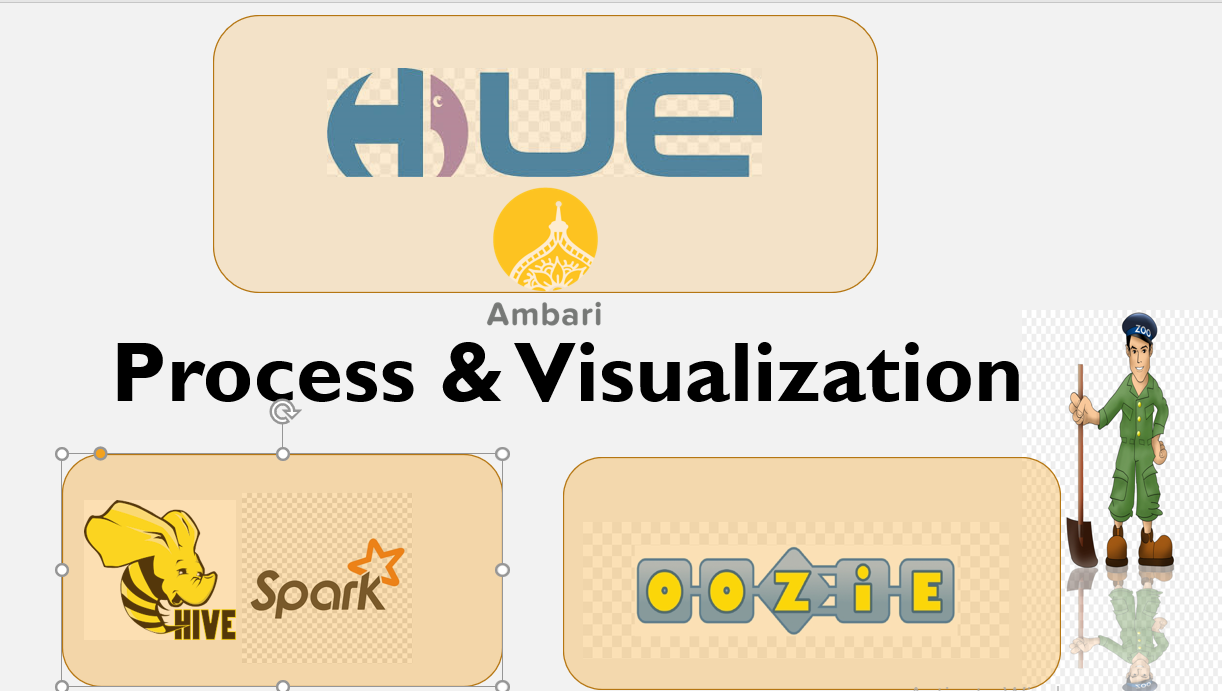 HUE
Ambari
ZOO
Process & Visualization
HIVE
Spark
OOZiE